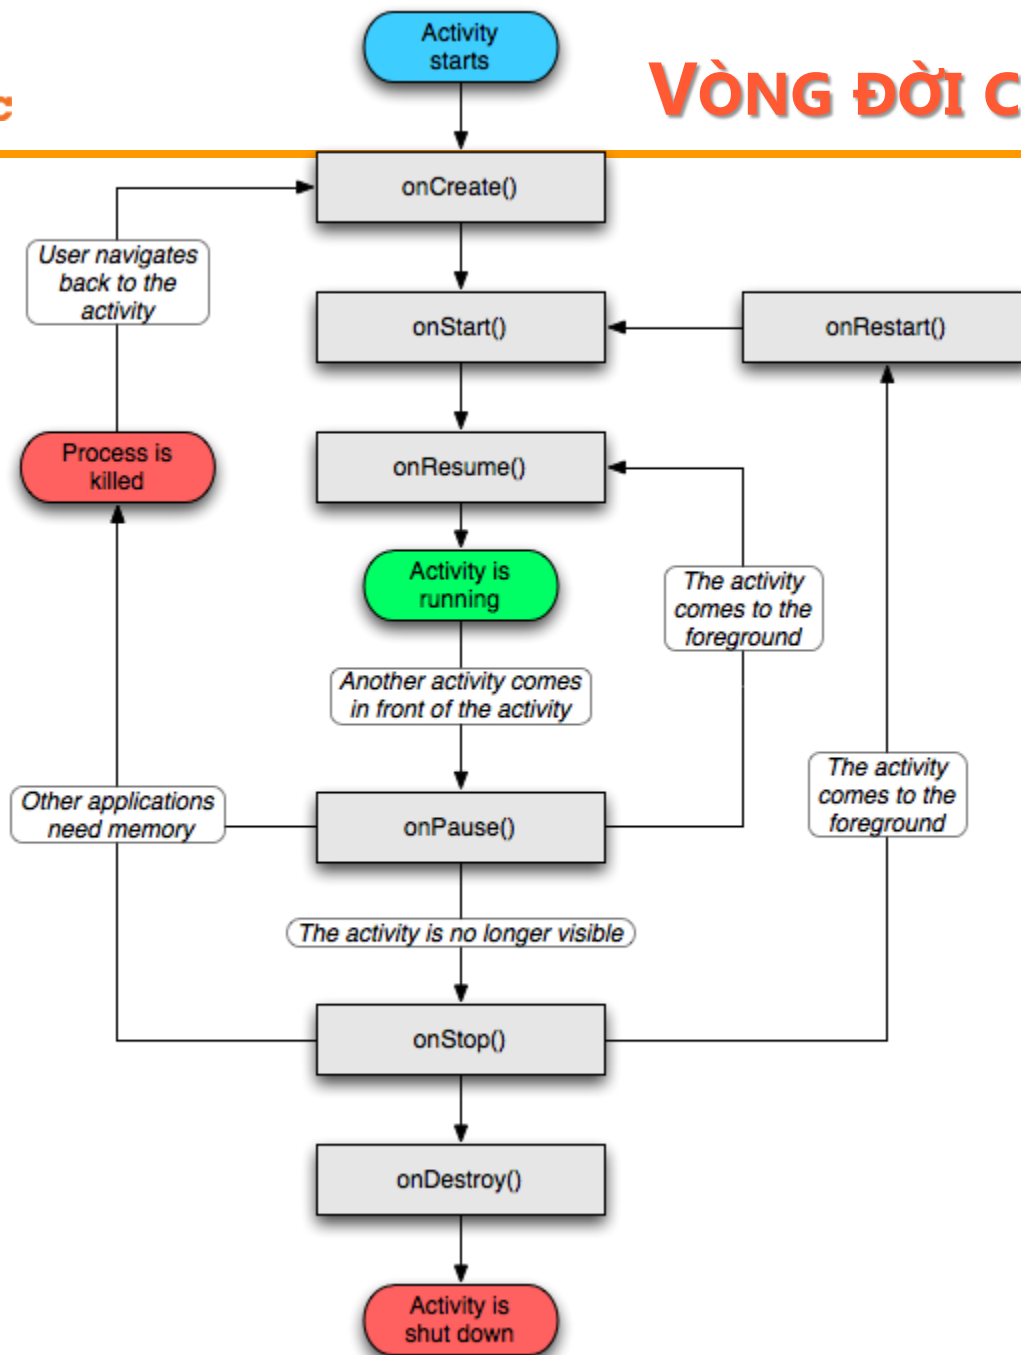 Activity
starts
VÒNG ĐỜI C
c
onCreate()
User navigates
back to the
activity
onStart()
onRestart()
Process is
killed
onResume()
Activity is
running
The activity
comes to the
foreground
Another activity comes
in front of the activity
Other applications
need memory
onPause()
The activity
comes to the
foreground
The activity is no longer visible
onStop()
onDestroy()
Activity is
shut down